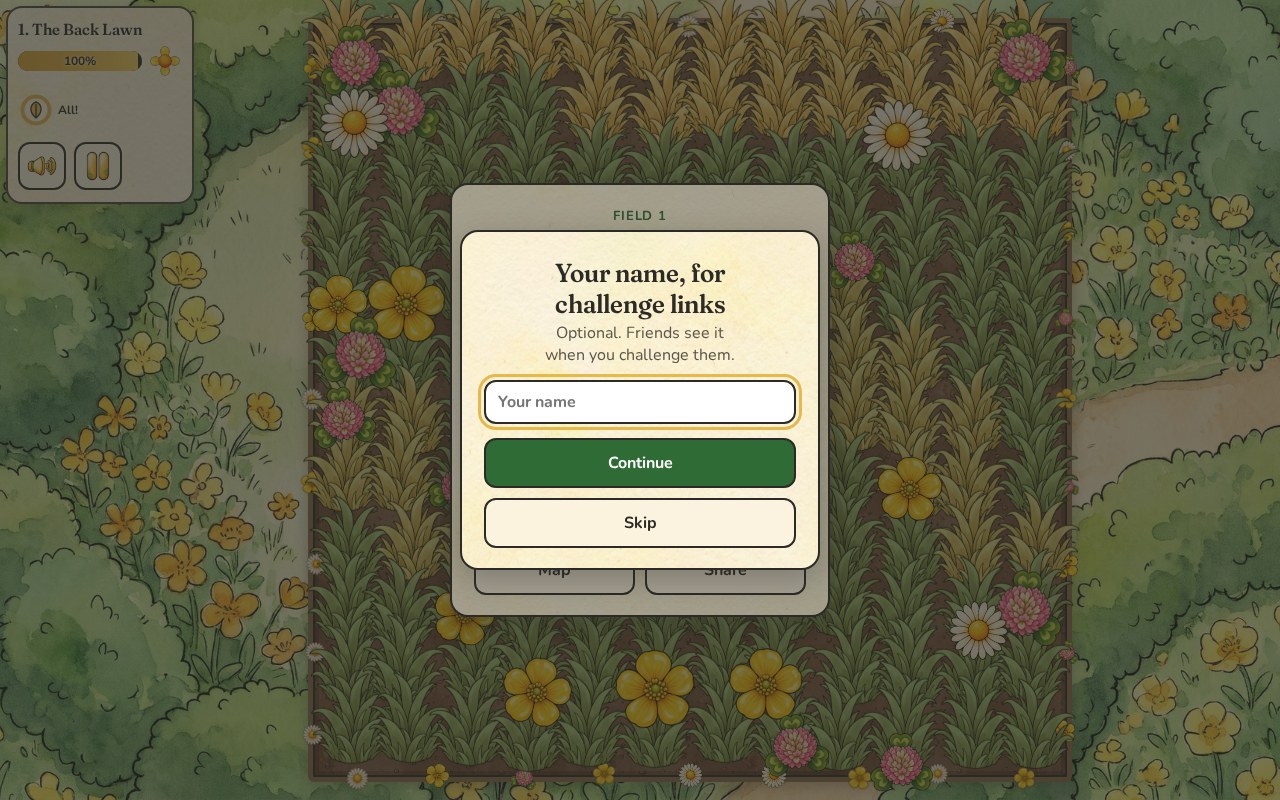 1. The Back Lawn
100%
All!
FIELD 1
Your name, for
challenge links
Optional. Friends see it
when you challenge them.
Your name
Continue
Skip
Map
Share